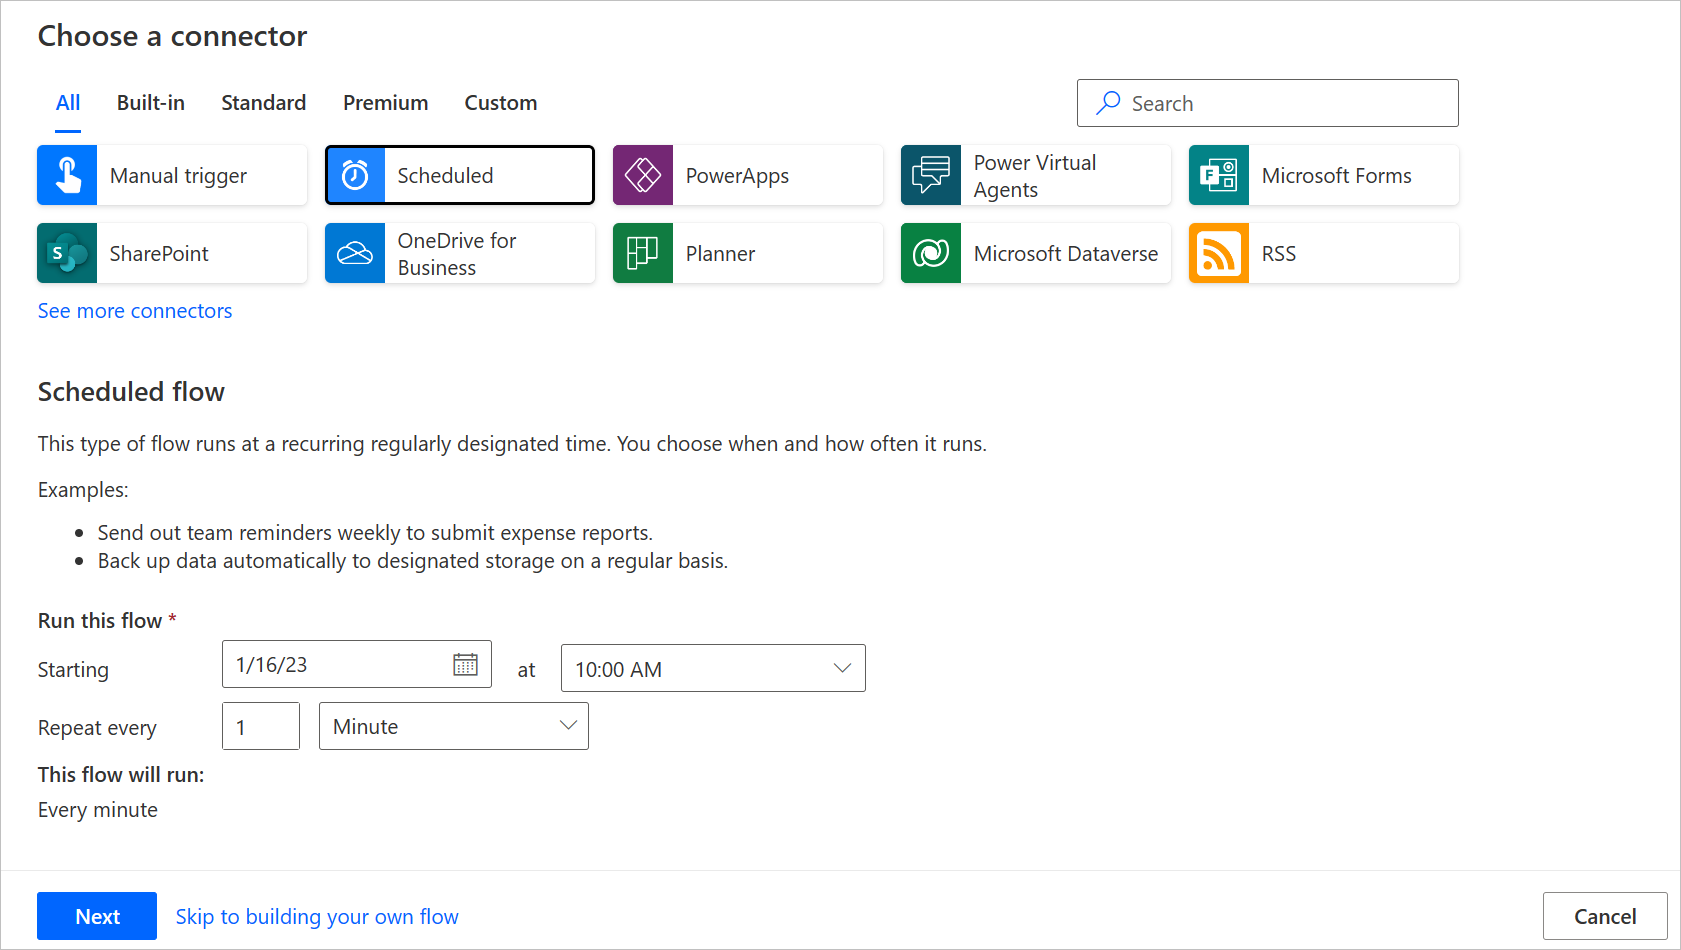 Choose a connector
All Built-in Standard Premium Custom Search
Manual trigger Scheduled PowerApps Power Virtual Agents Microsoft Forms
SharePoint OneDrive for Business Planner Microsoft Dataverse RSS
See more connectors
Scheduled flow
This type of flow runs at a recurring regularly designated time. You choose when and how often it runs.
Examples:
• Send out team reminders weekly to submit expense reports.
• Back up data automatically to designated storage on a regular basis.
Run this flow *
Starting 1/16/23 at 10:00 AM
Repeat every 1 Minute
This flow will run:
Every minute
Next Skip to building your own flow Cancel